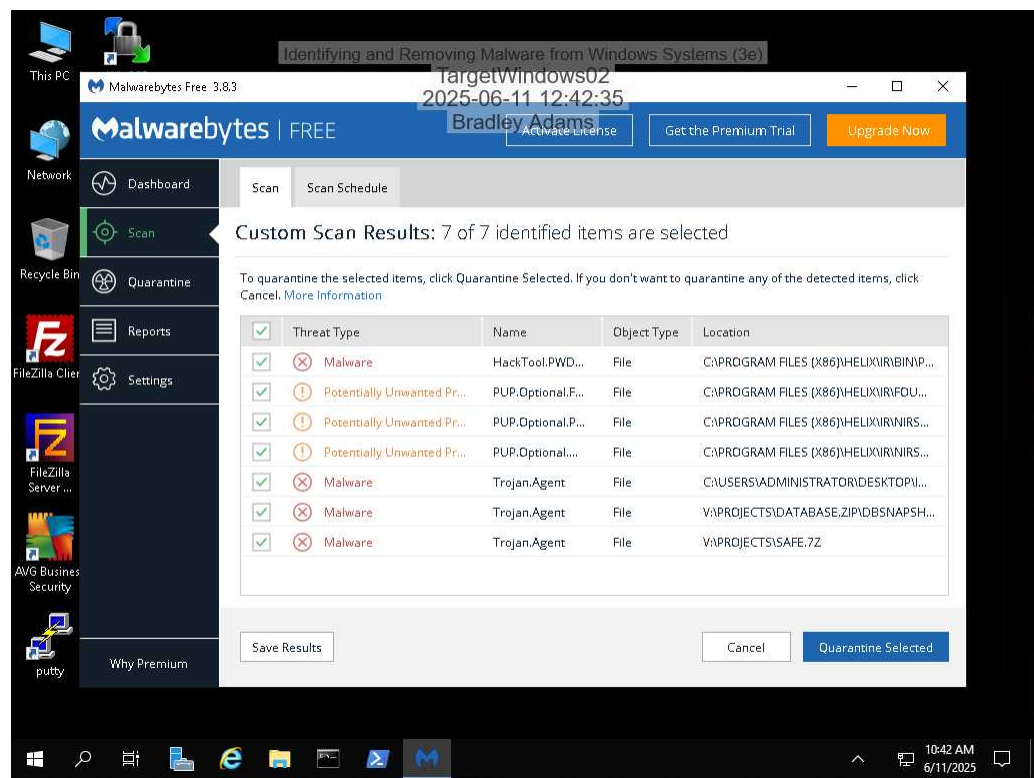 This PC
Identifying and Removing Malware from Windows Systems (3e)
TargetWindows02
2025-06-11 12:42:35
Bradley Adams
Malwarebytes Free 3.8.3
Malwarebytes | FREE
Activate License
Get the Premium Trial
Upgrade Now
Network
Recycle Bin
FileZilla Clien
FileZilla
Server ...
AVG Busines
Security
putty
Dashboard
Scan
Quarantine
Reports
Settings
Why Premium
Scan
Scan Schedule
Custom Scan Results: 7 of 7 identified items are selected
To quarantine the selected items, click Quarantine Selected. If you don't want to quarantine any of the detected items, click
Cancel. More Information
Threat Type Name Object Type Location
Malware HackTool.PWD... File C:\PROGRAM FILES (X86)\HELIX\IR\BIN\P...
Potentially Unwanted Pr... PUP.Optional.F... File C:\PROGRAM FILES (X86)\HELIX\IR\FOU...
Potentially Unwanted Pr... PUP.Optional.P... File C:\PROGRAM FILES (X86)\HELIX\IR\NIRS...
Potentially Unwanted Pr... PUP.Optional.... File C:\PROGRAM FILES (X86)\HELIX\IR\NIRS...
Malware Trojan.Agent File C:\USERS\ADMINISTRATOR\DESKTOP\I...
Malware Trojan.Agent File V:\PROJECTS\DATABASE.ZIP\DBSNAPSH...
Malware Trojan.Agent File V:\PROJECTS\SAFE.7Z
Save Results
Cancel
Quarantine Selected
10:42 AM
6/11/2025